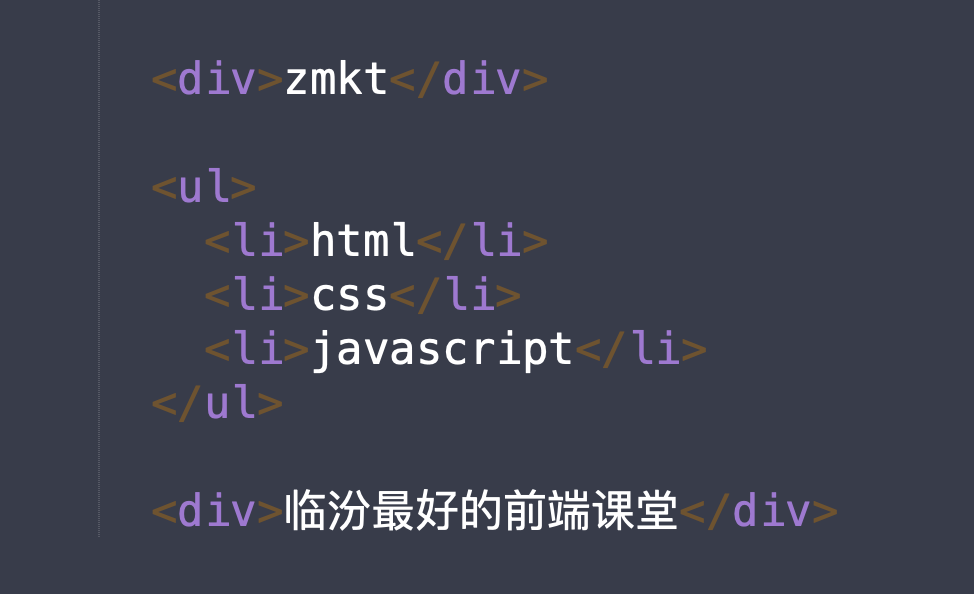 <div>zmkt</div>
<ul>
<li>html</li>
<li>css</li>
<li>javascript</li>
</ul>
<div>临汾最好的前端课堂</div>